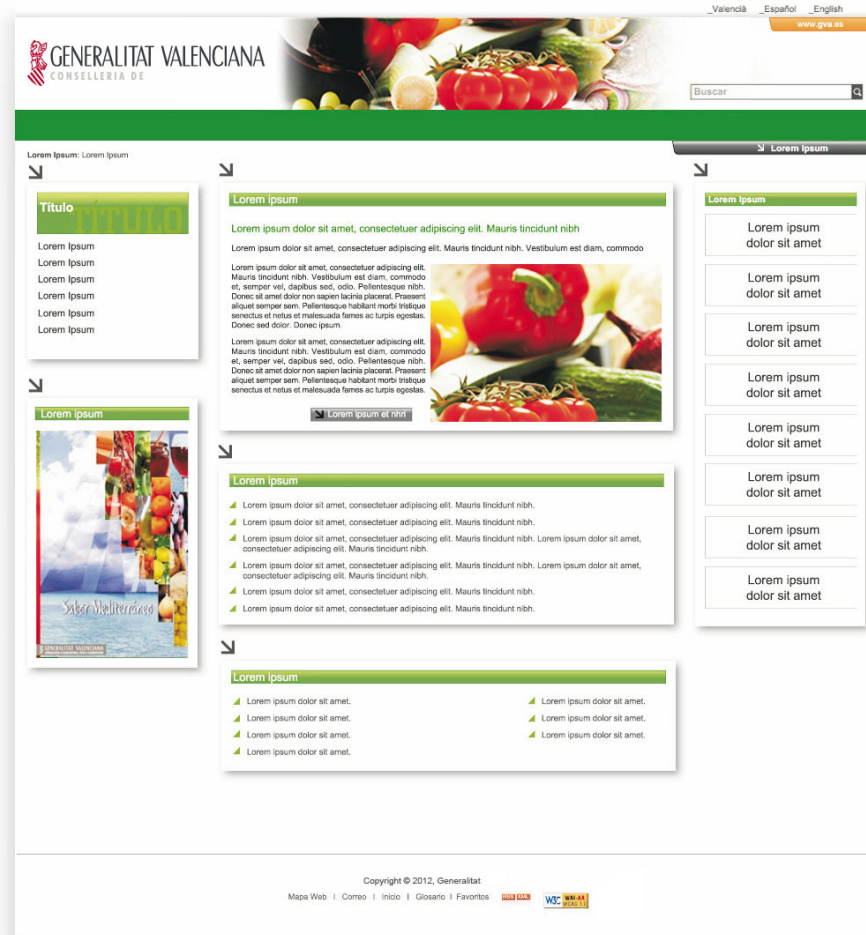 _Valencià _Español _English
www.gva.es
GENERALITAT VALENCIANA
CONSELLERIA DE
Buscar
Lorem Ipsum
Lorem Ipsum: Lorem Ipsum
Título
TÍTULO
Lorem Ipsum
Lorem Ipsum
Lorem Ipsum
Lorem Ipsum
Lorem Ipsum
Lorem Ipsum
Lorem ipsum
Sabor Mediterráneo
GENERALITAT VALENCIANA
Lorem ipsum
Lorem ipsum dolor sit amet, consectetuer adipiscing elit. Mauris tincidunt nibh
Lorem ipsum dolor sit amet, consectetuer adipiscing elit. Mauris tincidunt nibh. Vestibulum est diam, commodo
Lorem ipsum dolor sit amet, consectetuer adipiscing elit.
Mauris tincidunt nibh. Vestibulum est diam, commodo
et, semper vel, dapibus sed, odio. Pellentesque nibh.
Donec sit amet dolor non sapien lacinia placerat. Praesent
aliquet semper sem. Pellentesque habitant morbi tristique
senectus et netus et malesuada fames ac turpis egestas.
Donec sed dolor. Donec ipsum.
Lorem ipsum dolor sit amet, consectetuer adipiscing elit.
Mauris tincidunt nibh. Vestibulum est diam, commodo
et, semper vel, dapibus sed, odio. Pellentesque nibh.
Donec sit amet dolor non sapien lacinia placerat. Praesent
aliquet semper sem. Pellentesque habitant morbi tristique
senectus et netus et malesuada fames ac turpis egestas.
Lorem ipsum et nhri
Lorem ipsum
Lorem ipsum dolor sit amet, consectetuer adipiscing elit. Mauris tincidunt nibh.
Lorem ipsum dolor sit amet, consectetuer adipiscing elit. Mauris tincidunt nibh.
Lorem ipsum dolor sit amet, consectetuer adipiscing elit. Mauris tincidunt nibh. Lorem ipsum dolor sit amet,
consectetuer adipiscing elit. Mauris tincidunt nibh.
Lorem ipsum dolor sit amet, consectetuer adipiscing elit. Mauris tincidunt nibh. Lorem ipsum dolor sit amet,
consectetuer adipiscing elit. Mauris tincidunt nibh.
Lorem ipsum dolor sit amet, consectetuer adipiscing elit. Mauris tincidunt nibh.
Lorem ipsum dolor sit amet, consectetuer adipiscing elit. Mauris tincidunt nibh.
Lorem ipsum
Lorem ipsum dolor sit amet.
Lorem ipsum dolor sit amet.
Lorem ipsum dolor sit amet.
Lorem ipsum dolor sit amet.
Lorem ipsum dolor sit amet.
Lorem ipsum dolor sit amet.
Lorem ipsum dolor sit amet.
Lorem Ipsum
Lorem ipsum
dolor sit amet
Lorem ipsum
dolor sit amet
Lorem ipsum
dolor sit amet
Lorem ipsum
dolor sit amet
Lorem ipsum
dolor sit amet
Lorem ipsum
dolor sit amet
Lorem ipsum
dolor sit amet
Lorem ipsum
dolor sit amet
Copyright © 2012, Generalitat
Mapa Web I Correo I Inicio I Glosario I Favoritos RSS XML W3C WAI-AA
WCAG 1.0